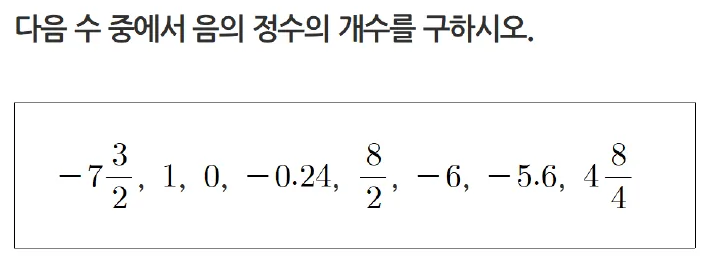 다음 수 중에서 음의 정수의 개수를 구하시오.
−7 3/2, 1, 0, −0.24, 8/2, −6, −5.6, 4 8/4